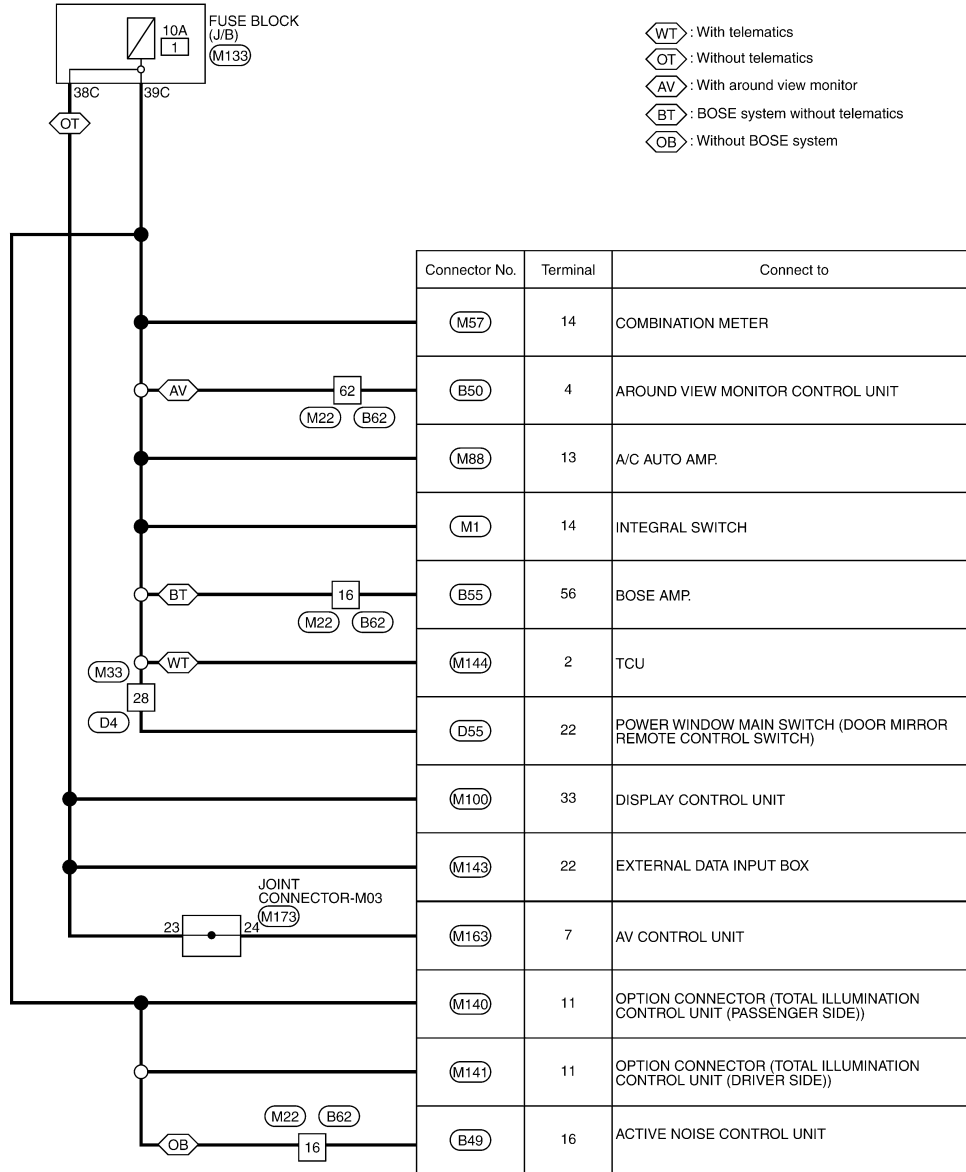 FUSE BLOCK
(J/B)
M133
10A
1
38C
39C
OT
WT : With telematics
OT : Without telematics
AV : With around view monitor
BT : BOSE system without telematics
OB : Without BOSE system
Connector No. Terminal Connect to
M57 14 COMBINATION METER
AV 62 B50 4 AROUND VIEW MONITOR CONTROL UNIT
M22 B62
M88 13 A/C AUTO AMP.
M1 14 INTEGRAL SWITCH
BT 16 B55 56 BOSE AMP.
M22 B62
WT M144 2 TCU
M33
28
D4
D55 22 POWER WINDOW MAIN SWITCH (DOOR MIRROR
REMOTE CONTROL SWITCH)
M100 33 DISPLAY CONTROL UNIT
M143 22 EXTERNAL DATA INPUT BOX
JOINT
CONNECTOR-M03
M173
23 24 M163 7 AV CONTROL UNIT
M140 11 OPTION CONNECTOR (TOTAL ILLUMINATION
CONTROL UNIT (PASSENGER SIDE))
M141 11 OPTION CONNECTOR (TOTAL ILLUMINATION
CONTROL UNIT (DRIVER SIDE))
M22 B62
OB 16 B49 16 ACTIVE NOISE CONTROL UNIT